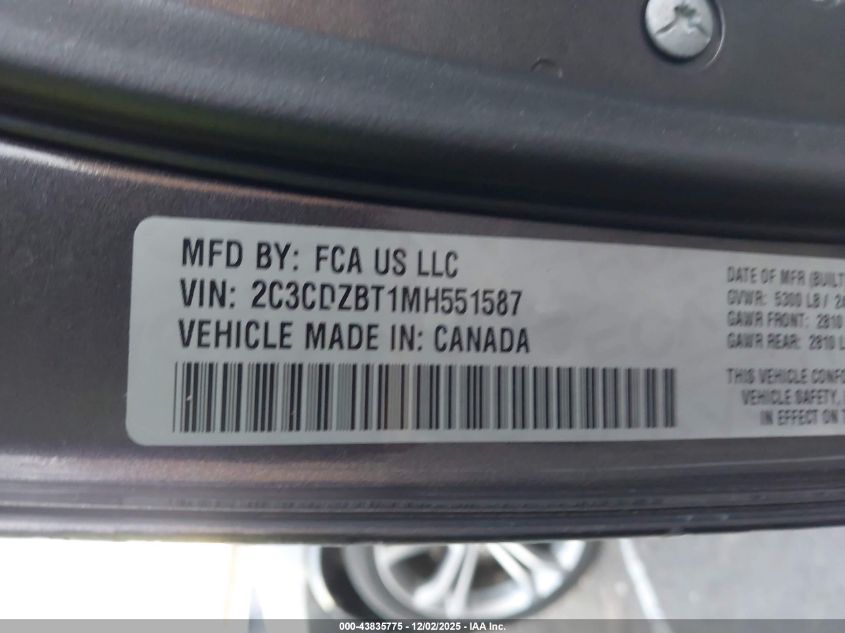 MFD BY: FCA US LLC
VIN: 2C3CDZBT1MH551587
VEHICLE MADE IN: CANADA
DATE OF MFR (BUILT
GVWR: 5300 LB/
GAWR FRONT: 2810
GAWR REAR: 2810 L
THIS VEHICLE
VEHICLE SAFETY,
IN EFFECT ON
000-43835775 - 12/02/2025 - IAA Inc.